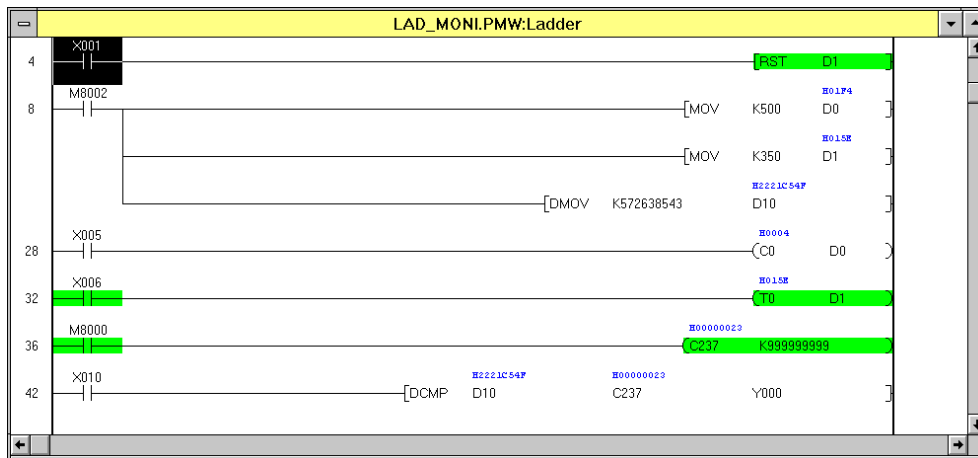 LAD_MONI.PMW:Ladder
X001
4 RST D1
M8002 H01F4
8 MOV K500 D0
H015E
MOV K350 D1
H2221C54F
DMOV K572638543 D10
X005 H0004
28 C0 D0
X006 H015E
32 T0 D1
M8000 H00000023
36 C237 K999999999
X010 H2221C54F H00000023
42 DCMP D10 C237 Y000